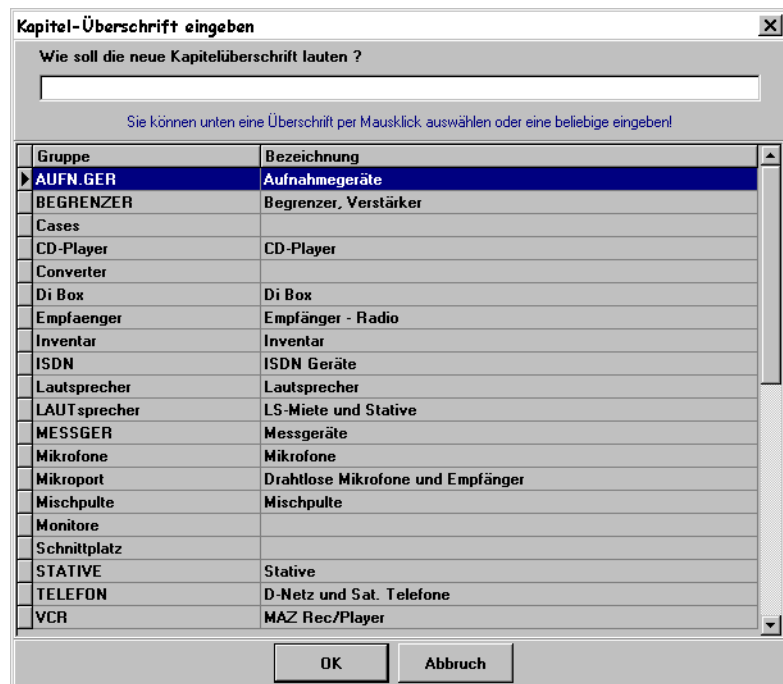 Kapitel-Überschrift eingeben
Wie soll die neue Kapitelüberschrift lauten ?
Sie können unten eine Überschrift per Mausklick auswählen oder eine beliebige eingeben!
Gruppe Bezeichnung
AUFN.GER Aufnahmegeräte
BEGRENZER Begrenzer, Verstärker
Cases
CD-Player CD-Player
Converter
Di Box Di Box
Empfaenger Empfänger - Radio
Inventar Inventar
ISDN ISDN Geräte
Lautsprecher Lautsprecher
LAUTsprecher LS-Miete und Stative
MESSGER Messgeräte
Mikrofone Mikrofone
Mikroport Drahtlose Mikrofone und Empfänger
Mischpulte Mischpulte
Monitore
Schnittplatz
STATIVE Stative
TELEFON D-Netz und Sat. Telefone
VCR MAZ Rec/Player
OK Abbruch